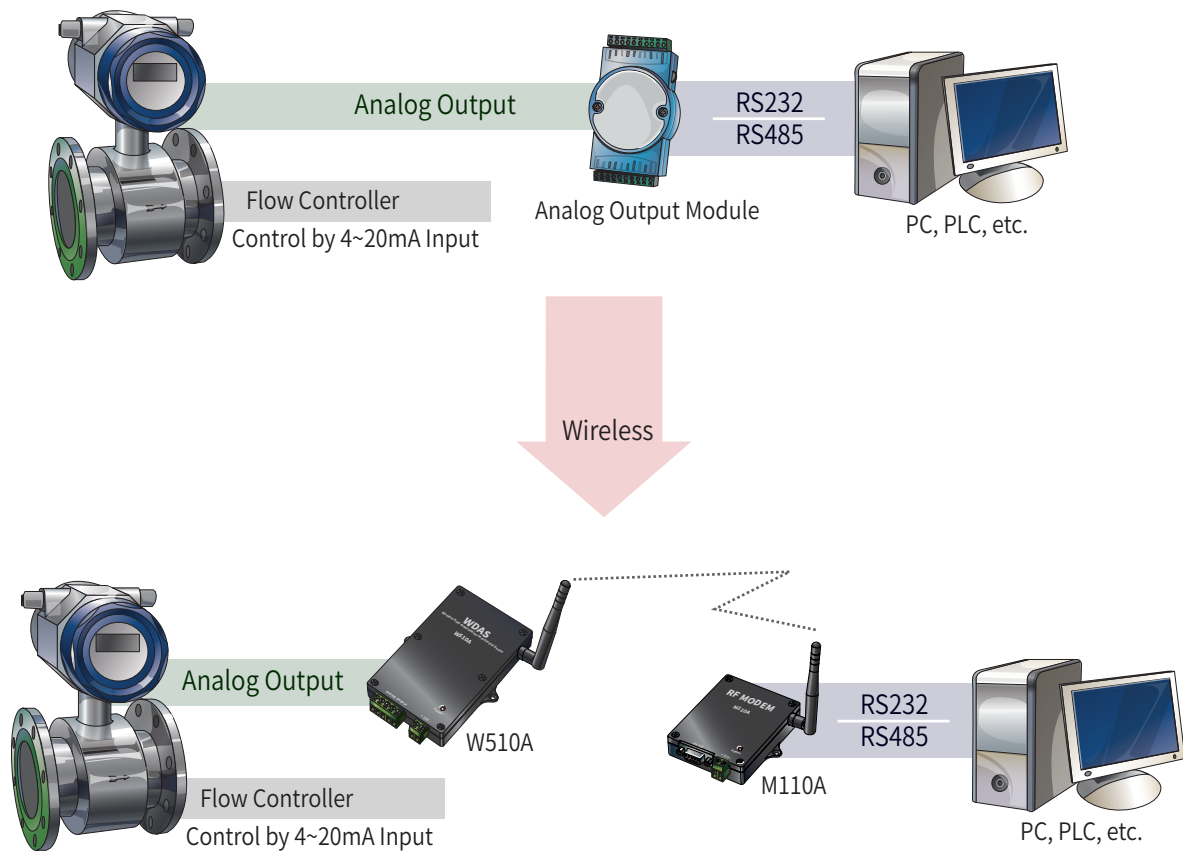 Analog Output
RS232
RS485
Flow Controller
Control by 4~20mA Input
Analog Output Module
PC, PLC, etc.
Wireless
WDAS
W510A
Analog Output
W510A
RF MODEM
M110A
RS232
RS485
M110A
Flow Controller
Control by 4~20mA Input
PC, PLC, etc.